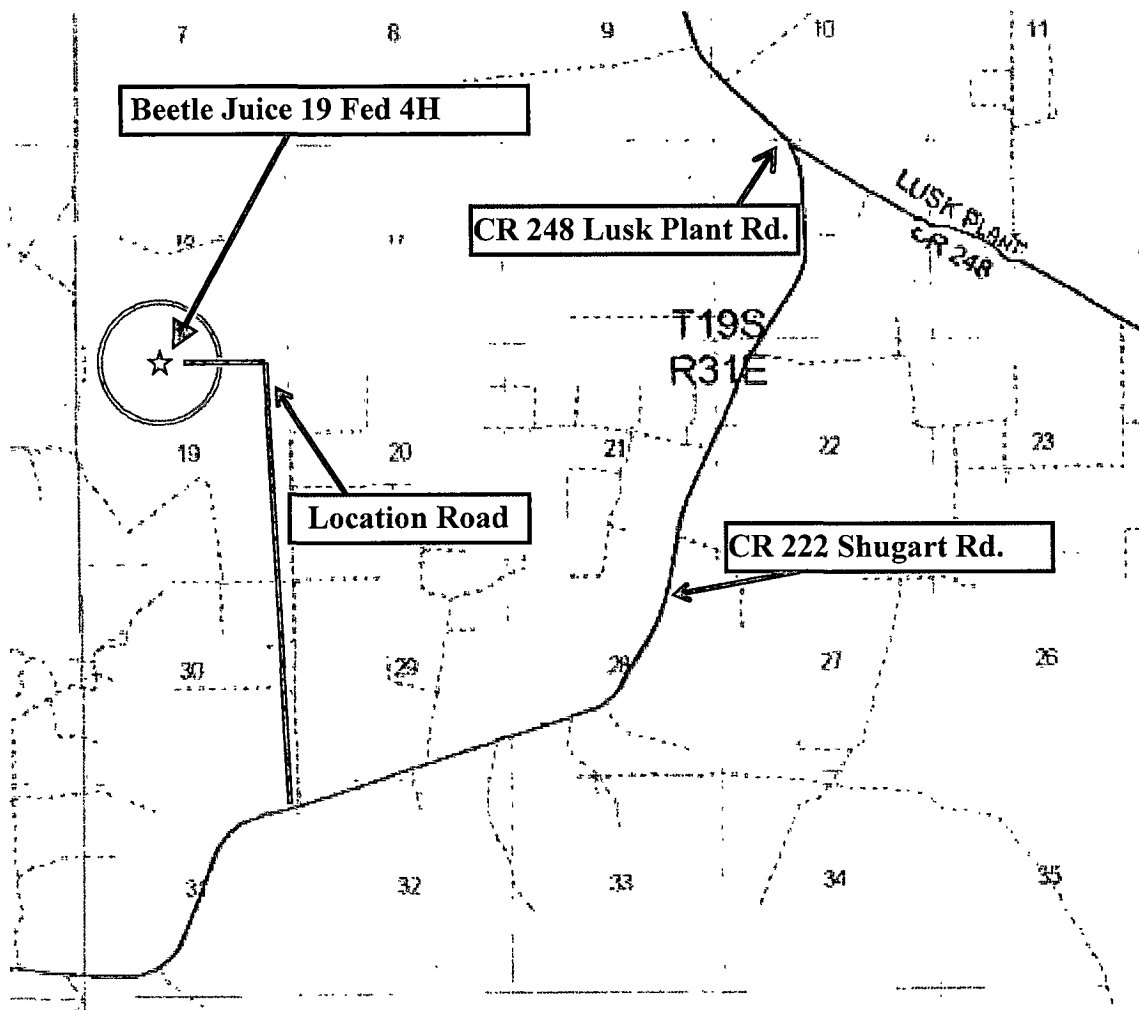 7 8 9 10 11
Beetle Juice 19 Fed 4H
CR 248 Lusk Plant Rd.
LUSK PLANT
CR 248
T19S
R31E
19 20 21 22 23
Location Road
CR 222 Shugart Rd.
30 29 28 27 26
31 32 33 34 35